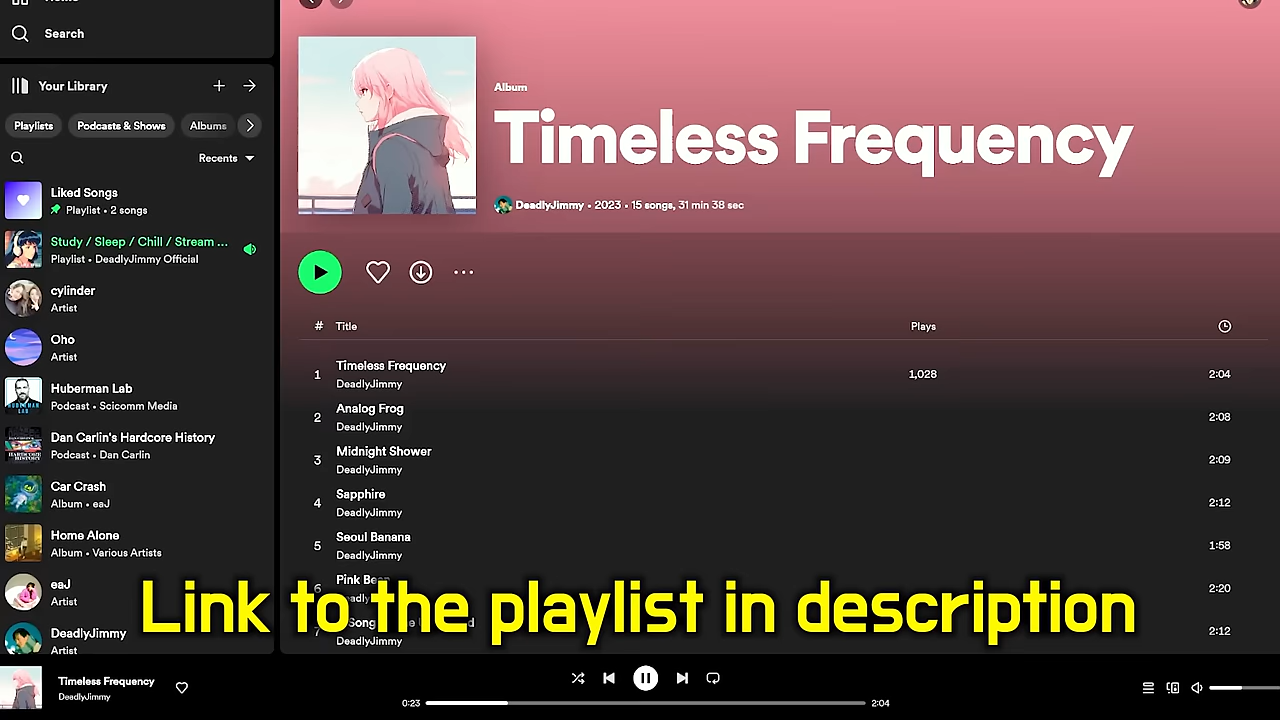 Search
Your Library
Playlists
Podcasts & Shows
Albums
Recents
Liked Songs
Playlist • 2 songs
Study / Sleep / Chill / Stream ...
Playlist • DeadlyJimmy Official
cylinder
Artist
Oho
Artist
Huberman Lab
Podcast • Scicomm Media
Dan Carlin's Hardcore History
Podcast • Dan Carlin
Car Crash
Album • eaJ
Home Alone
Album • Various Artists
eaJ
Artist
DeadlyJimmy
Artist
Album
Timeless Frequency
DeadlyJimmy • 2023 • 15 songs, 31 min 38 sec
# Title Plays
1 Timeless Frequency 1,028 2:04
DeadlyJimmy
2 Analog Frog 2:08
DeadlyJimmy
3 Midnight Shower 2:09
DeadlyJimmy
4 Sapphire 2:12
DeadlyJimmy
5 Seoul Banana 1:58
DeadlyJimmy
6 Pink 2:20
2:12
DeadlyJimmy
Link to the playlist in description
Timeless Frequency
DeadlyJimmy
0:23
2:04